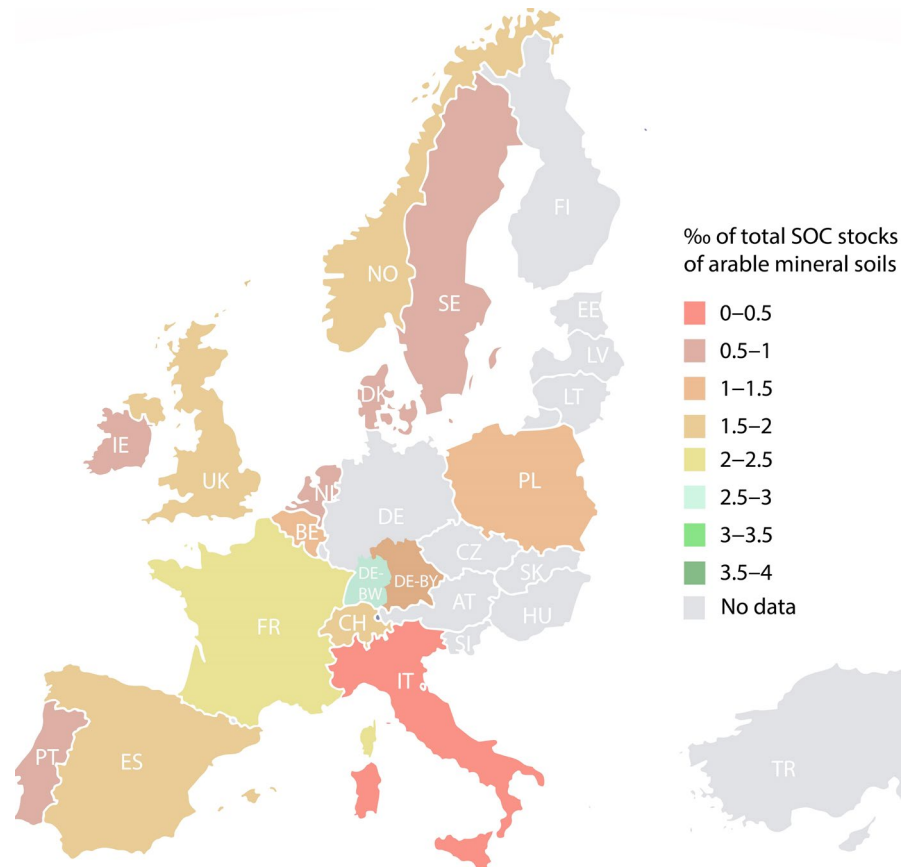 FI
NO
SE
‰ of total SOC stocks
of arable mineral soils
0–0.5
0.5–1
1–1.5
1.5–2
2–2.5
2.5–3
3–3.5
3.5–4
No data
EE
LV
LT
DK
IE
UK
NL
PL
DE
BE
CZ
DE-
BW
DE-BY
SK
AT
HU
CH
FR
SI
IT
PT
ES
TR